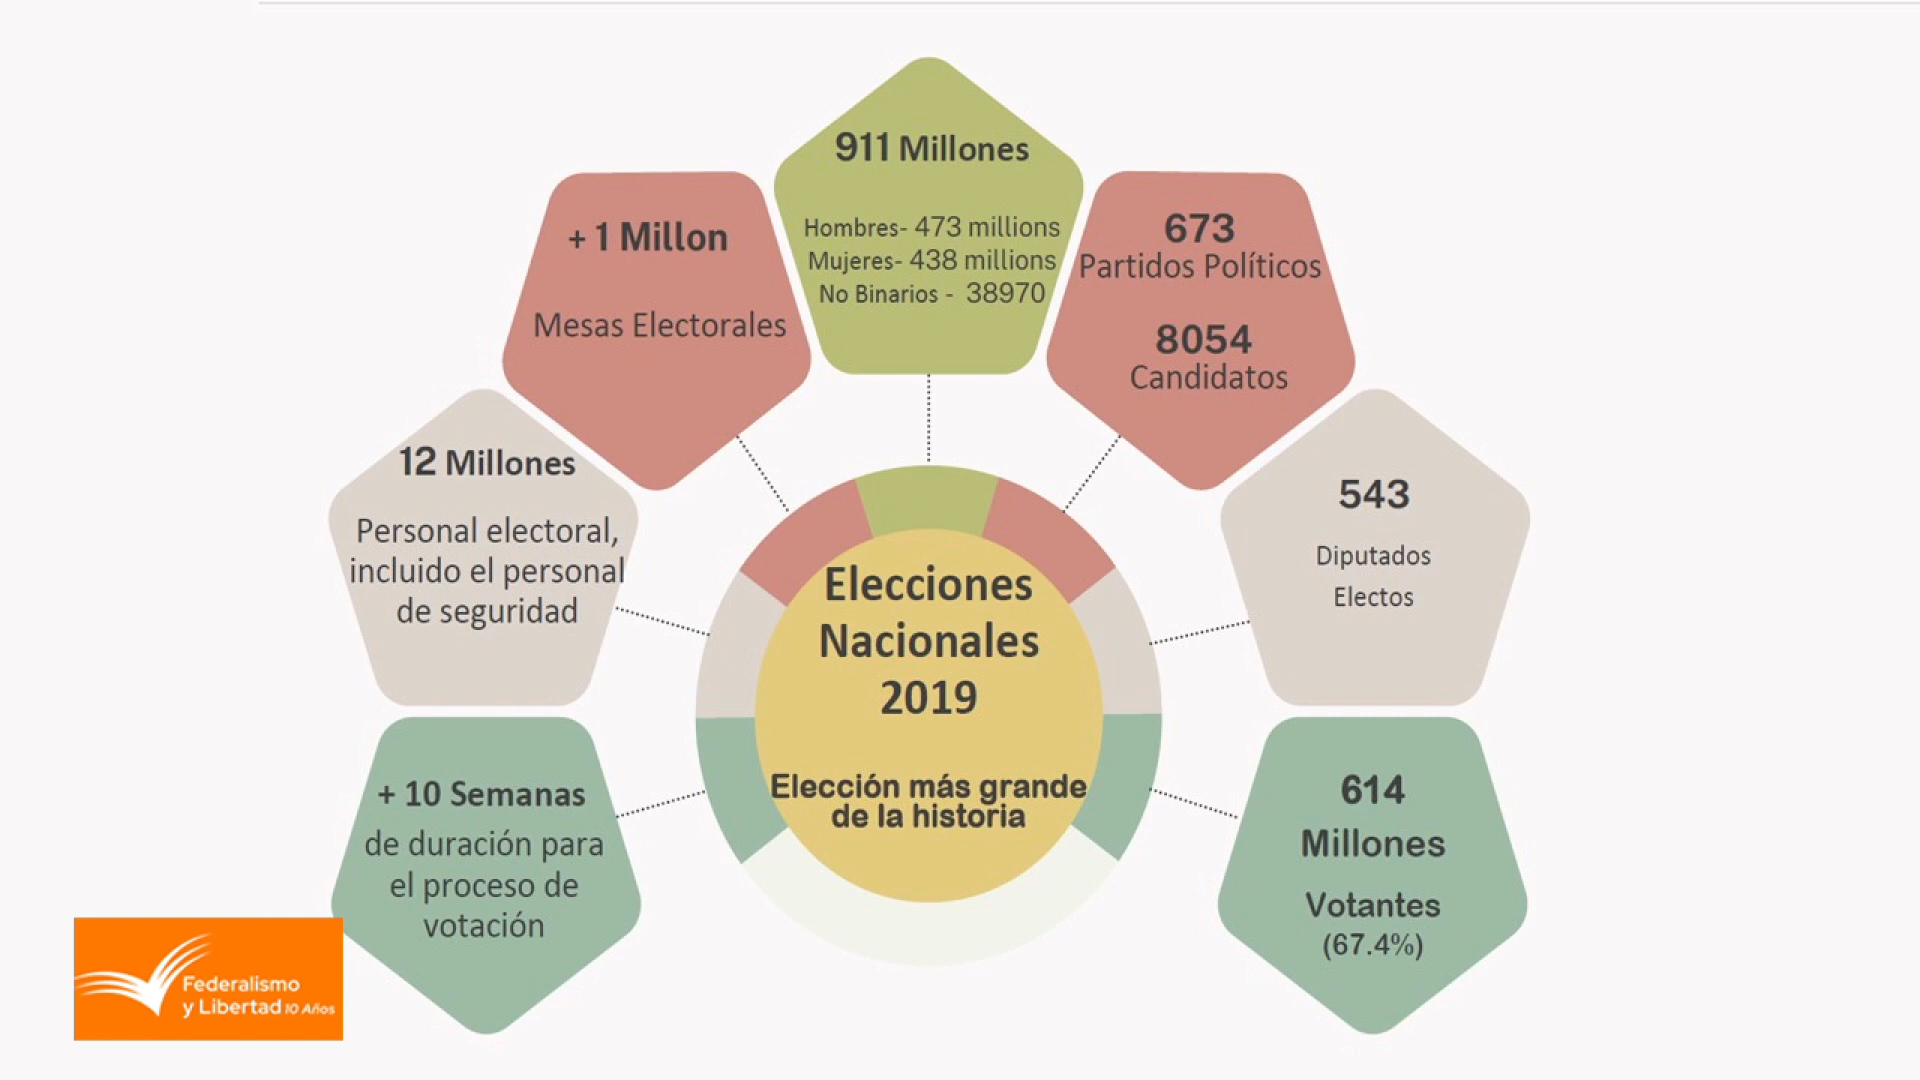 911 Millones
Hombres- 473 millions
Mujeres- 438 millions
No Binarios - 38970
+ 1 Millon
Mesas Electorales
673
Partidos Políticos
8054
Candidatos
12 Millones
Personal electoral,
incluido el personal
de seguridad
543
Diputados
Electos
Elecciones
Nacionales
2019
Elección más grande
de la historia
+ 10 Semanas
de duración para
el proceso de
votación
614
Millones
Votantes
(67.4%)
Federalismo
y Libertad 10 Años